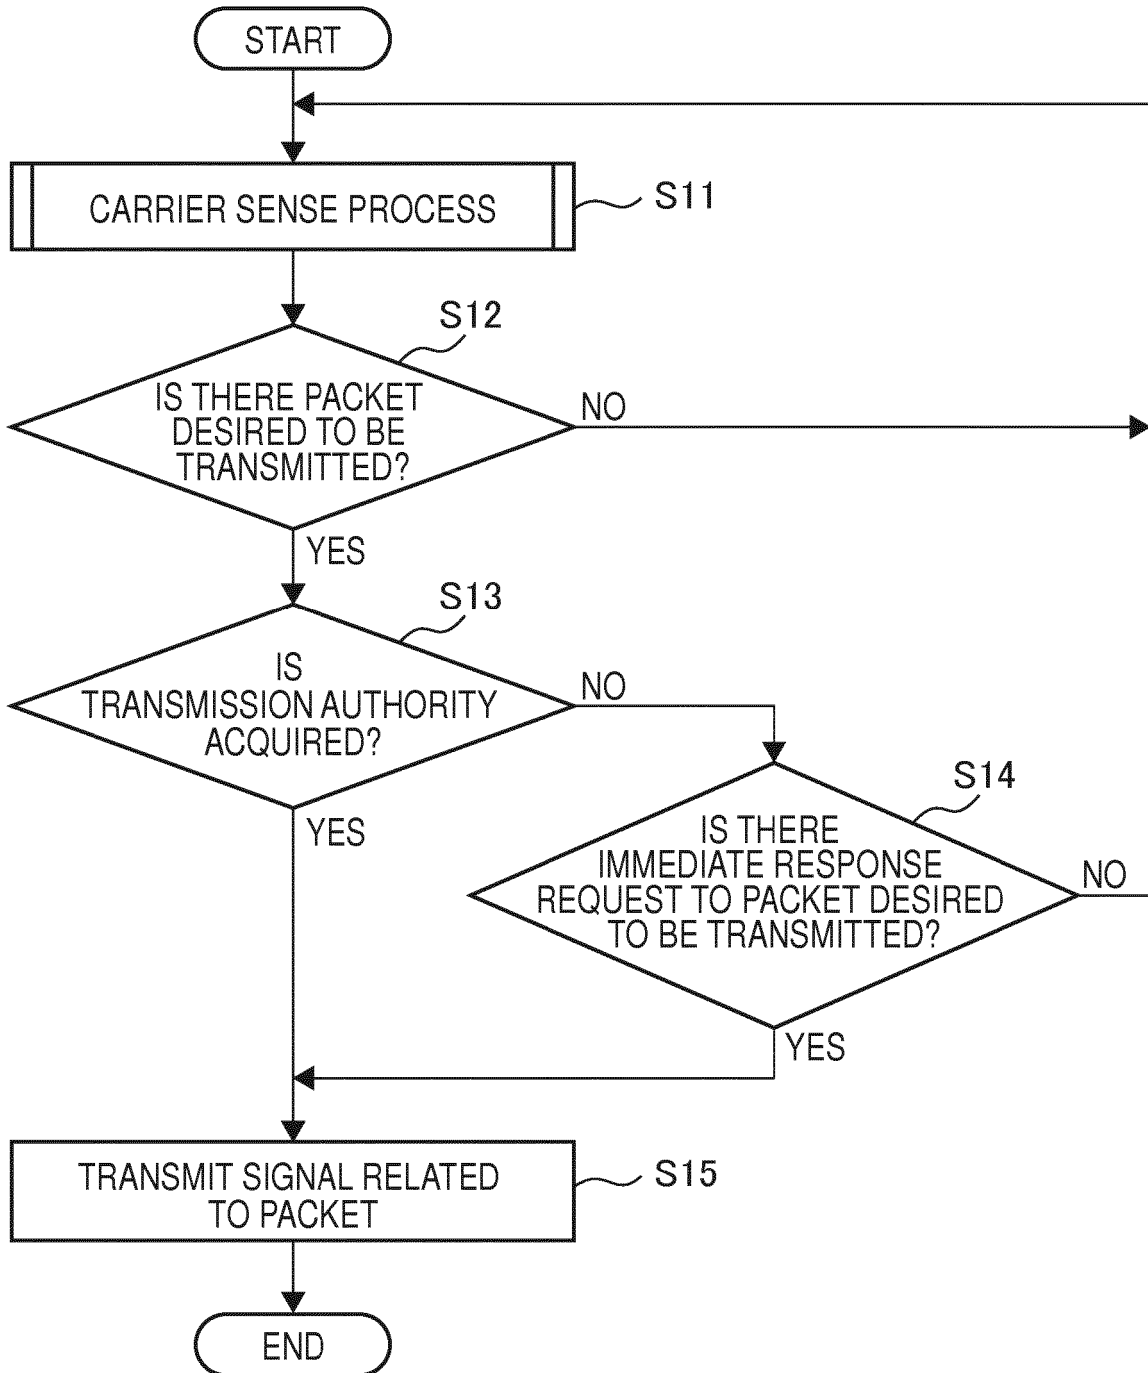 START
CARRIER SENSE PROCESS
S11
S12
IS THERE PACKET
DESIRED TO BE
TRANSMITTED?
NO
YES
S13
IS
TRANSMISSION AUTHORITY
ACQUIRED?
NO
YES
S14
IS THERE
IMMEDIATE RESPONSE
REQUEST TO PACKET DESIRED
TO BE TRANSMITTED?
NO
YES
TRANSMIT SIGNAL RELATED
TO PACKET
S15
END